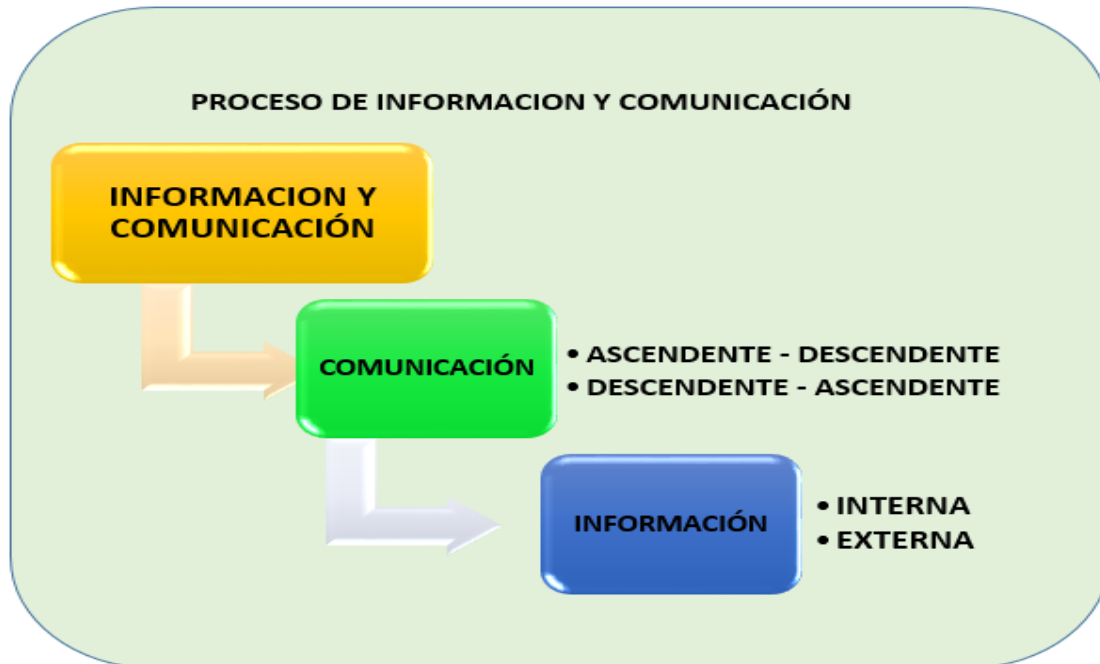 PROCESO DE INFORMACION Y COMUNICACIÓN
INFORMACION Y
COMUNICACIÓN
COMUNICACIÓN
• ASCENDENTE - DESCENDENTE
• DESCENDENTE - ASCENDENTE
INFORMACIÓN
• INTERNA
• EXTERNA